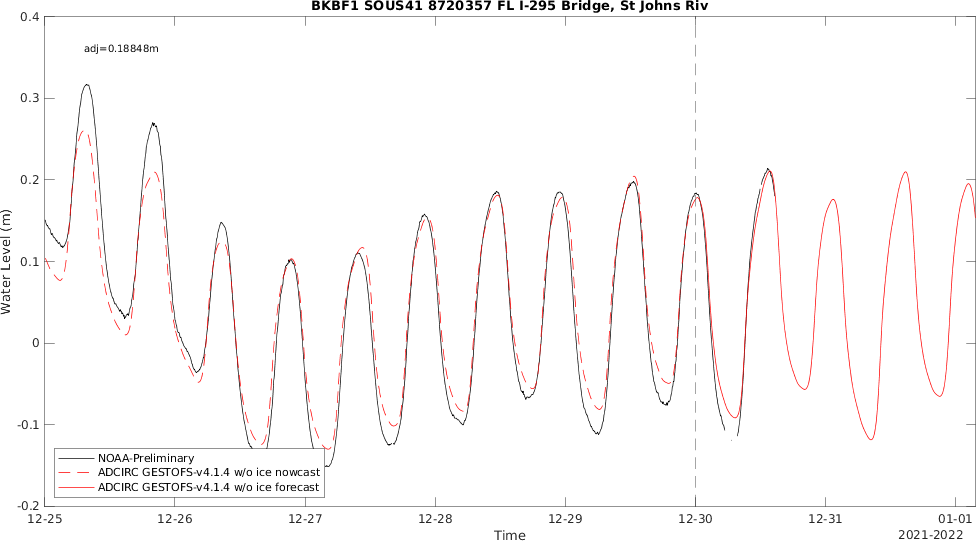 BKBF1 SOUS41 8720357 FL I-295 Bridge, St Johns Riv
adj=0.18848m
0.4
0.3
0.2
0.1
0
-0.1
-0.2
Water Level (m)
NOAA-Preliminary
ADCIRC GESTOFS-v4.1.4 w/o ice nowcast
ADCIRC GESTOFS-v4.1.4 w/o ice forecast
12-25 12-26 12-27 12-28 12-29 12-30 12-31 01-01
Time
2021-2022